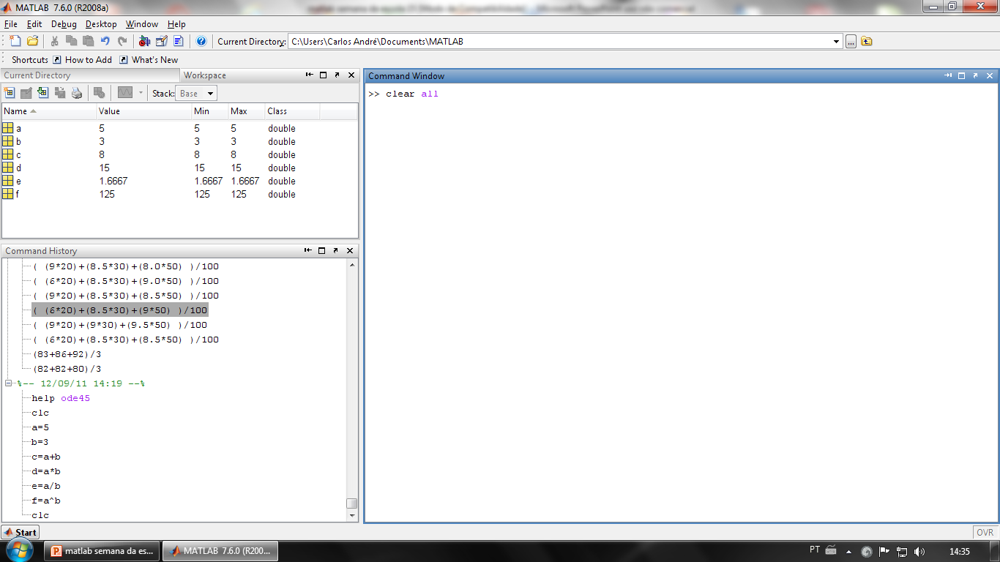 MATLAB 7.6.0 (R2008a)
File Edit Debug Desktop Window Help
Current Directory: C:\Users\Carlos André\Documents\MATLAB ...
Shortcuts How to Add What's New
Current Directory Workspace
Stack: Base
Name Value Min Max Class
a 5 5 5 double
b 3 3 3 double
c 8 8 8 double
d 15 15 15 double
e 1.6667 1.6667 1.6667 double
f 125 125 125 double
Command History
( (9*20)+(8.5*30)+(8.0*50) )/100
( (6*20)+(8.5*30)+(9.0*50) )/100
( (9*20)+(8.5*30)+(8.5*50) )/100
( (6*20)+(8.5*30)+(9*50) )/100
( (9*20)+(9*30)+(9.5*50) )/100
( (6*20)+(8.5*30)+(8.5*50) )/100
(83+86+92)/3
(82+82+80)/3
%-- 12/09/11 14:19 --%
help ode45
clc
a=5
b=3
c=a+b
d=a*b
e=a/b
f=a^b
clc
Command Window
>> clear all
Start
OVR
matlab semana da es...
MATLAB 7.6.0 (R200...
PT
14:35